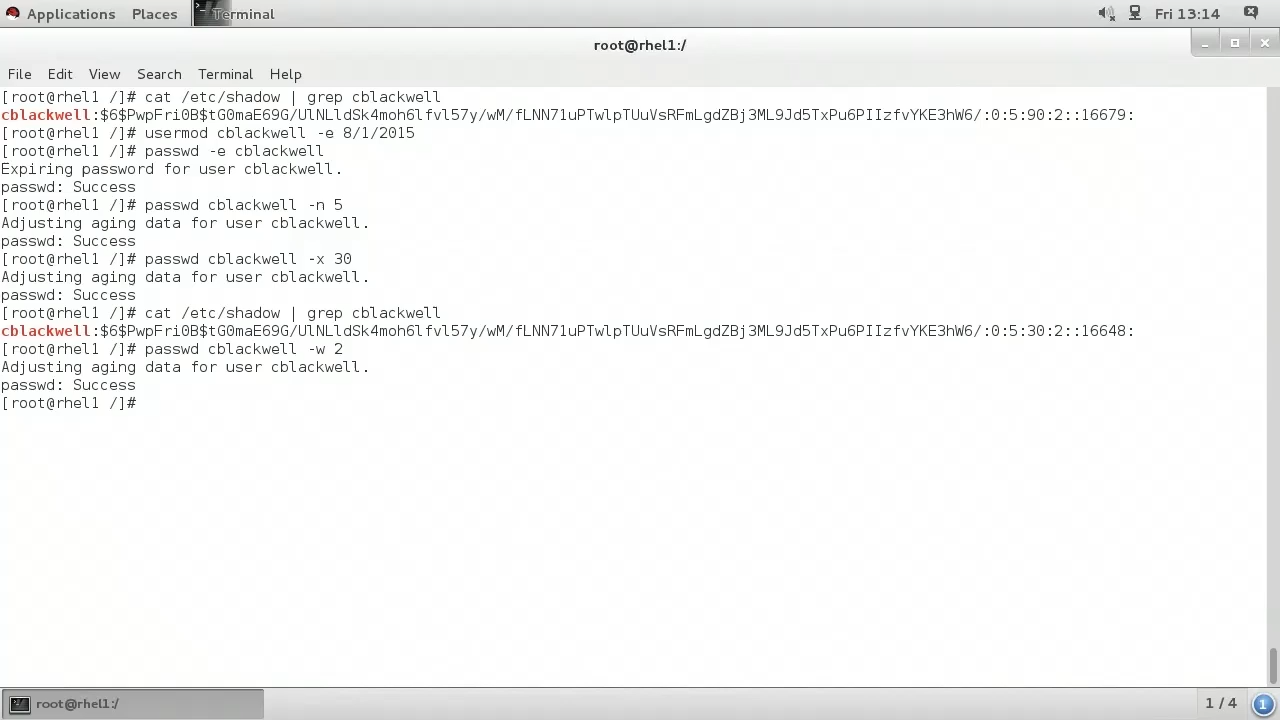 Applications Places Terminal Fri 13:14
root@rhel1:/
File Edit View Search Terminal Help
[root@rhel1 /]# cat /etc/shadow | grep cblackwell
cblackwell:$6$PwpFri0B$tG0maE69G/UlNLldSk4moh6lfvl57y/wM/fLNN71uPTwlpTUuVsRFmLgdZBj3ML9Jd5TxPu6PIIzfvYKE3hW6/:0:5:90:2::16679:
[root@rhel1 /]# usermod cblackwell -e 8/1/2015
[root@rhel1 /]# passwd -e cblackwell
Expiring password for user cblackwell.
passwd: Success
[root@rhel1 /]# passwd cblackwell -n 5
Adjusting aging data for user cblackwell.
passwd: Success
[root@rhel1 /]# passwd cblackwell -x 30
Adjusting aging data for user cblackwell.
passwd: Success
[root@rhel1 /]# cat /etc/shadow | grep cblackwell
cblackwell:$6$PwpFri0B$tG0maE69G/UlNLldSk4moh6lfvl57y/wM/fLNN71uPTwlpTUuVsRFmLgdZBj3ML9Jd5TxPu6PIIzfvYKE3hW6/:0:5:30:2::16648:
[root@rhel1 /]# passwd cblackwell -w 2
Adjusting aging data for user cblackwell.
passwd: Success
[root@rhel1 /]#
root@rhel1:/ 1 / 4 1